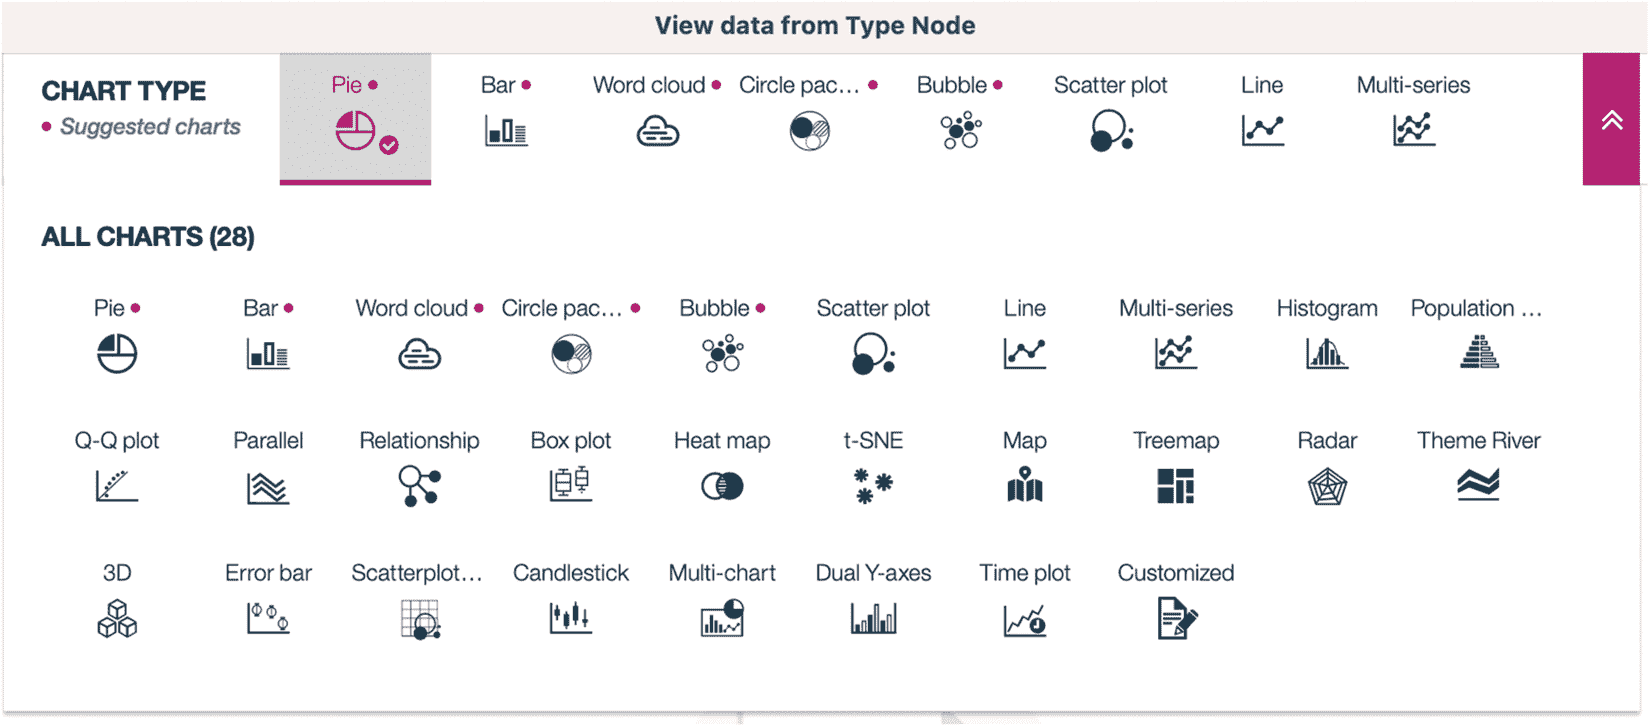 View data from Type Node
CHART TYPE
Suggested charts
Pie Bar Word cloud Circle pac... Bubble Scatter plot Line Multi-series
ALL CHARTS (28)
Pie Bar Word cloud Circle pac... Bubble Scatter plot Line Multi-series Histogram Population ...
Q-Q plot Parallel Relationship Box plot Heat map t-SNE Map Treemap Radar Theme River
3D Error bar Scatterplot... Candlestick Multi-chart Dual Y-axes Time plot Customized